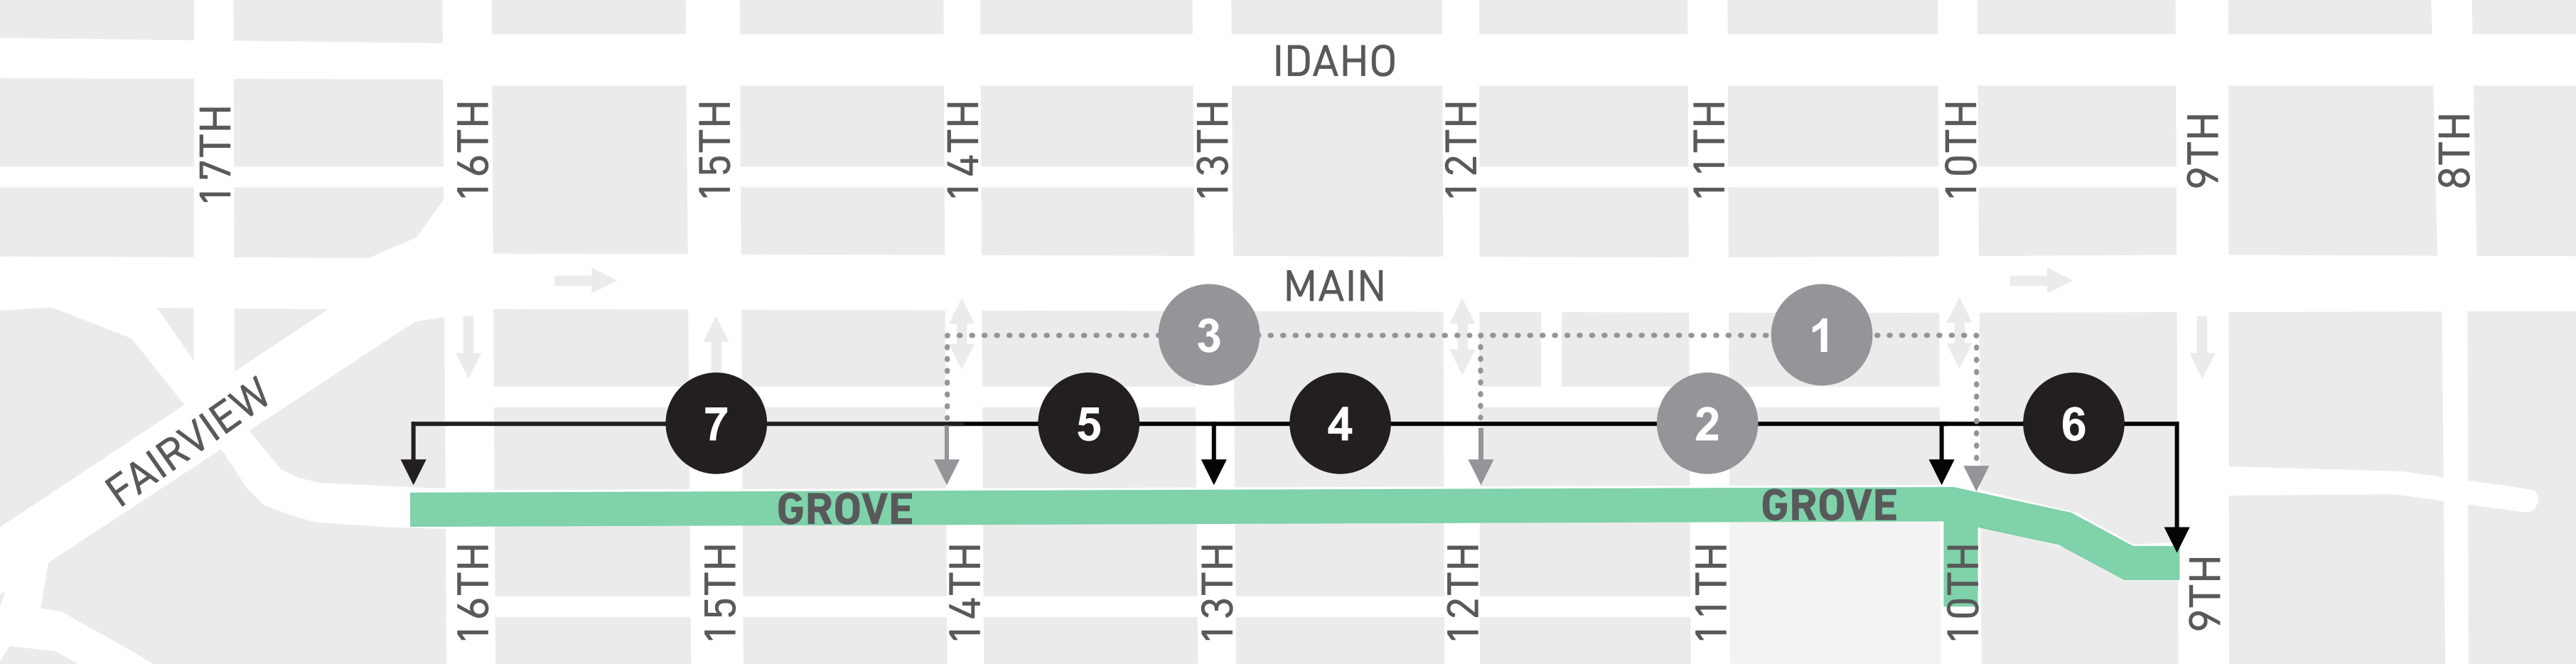 IDAHO
17TH
16TH
15TH
14TH
13TH
12TH
11TH
10TH
9TH
8TH
MAIN
3
1
FAIRVIEW
7
5
4
2
6
GROVE
GROVE
16TH
15TH
14TH
13TH
12TH
11TH
10TH
9TH